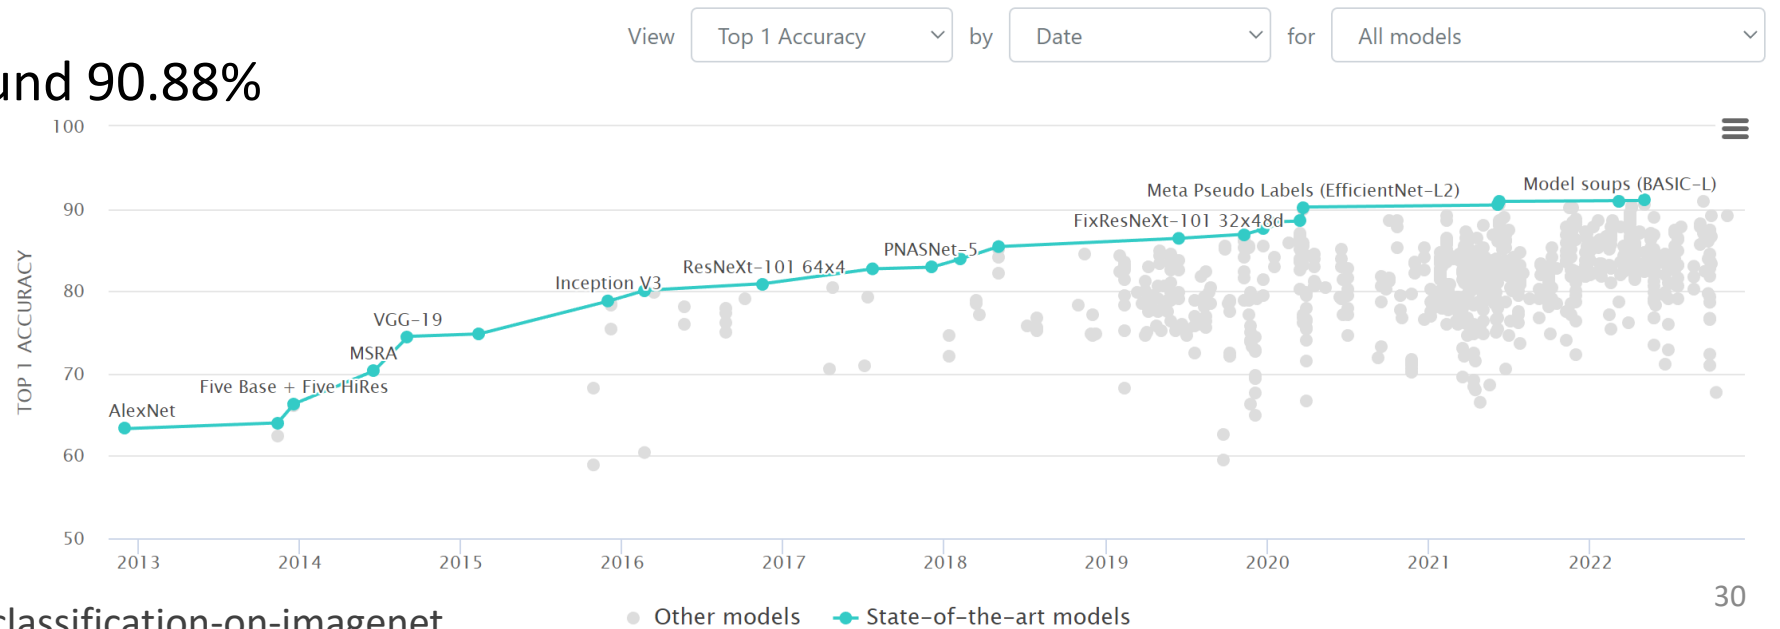 View Top 1 Accuracy by Date for All models
und 90.88%
100
90
80
70
60
50
TOP 1 ACCURACY
Meta Pseudo Labels (EfficientNet-L2)
Model soups (BASIC-L)
FixResNeXt-101 32x48d
PNASNet-5
ResNeXt-101 64x4
Inception V3
VGG-19
MSRA
Five Base + Five HiRes
AlexNet
2013 2014 2015 2016 2017 2018 2019 2020 2021 2022
30
classification-on-imagenet
Other models State-of-the-art models